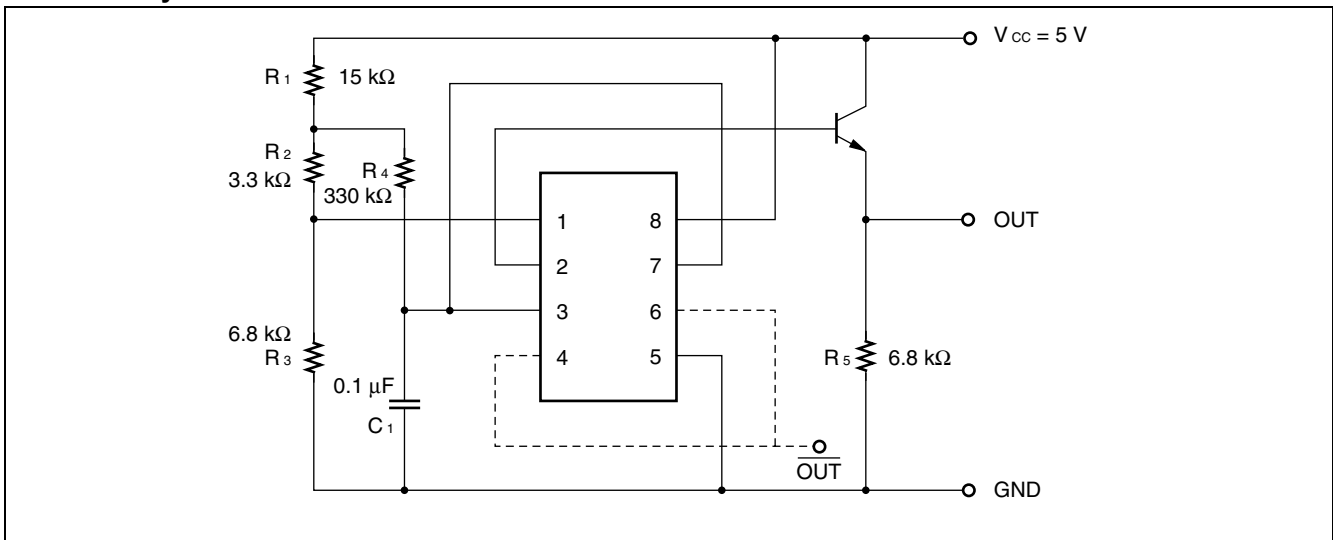 V CC = 5 V
R 1 15 kΩ
R 2
3.3 kΩ
R 4
330 kΩ
1 8
OUT
2 7
3 6
6.8 kΩ
R 3
4 5
R 5 6.8 kΩ
0.1 μF
C 1
OUT
GND